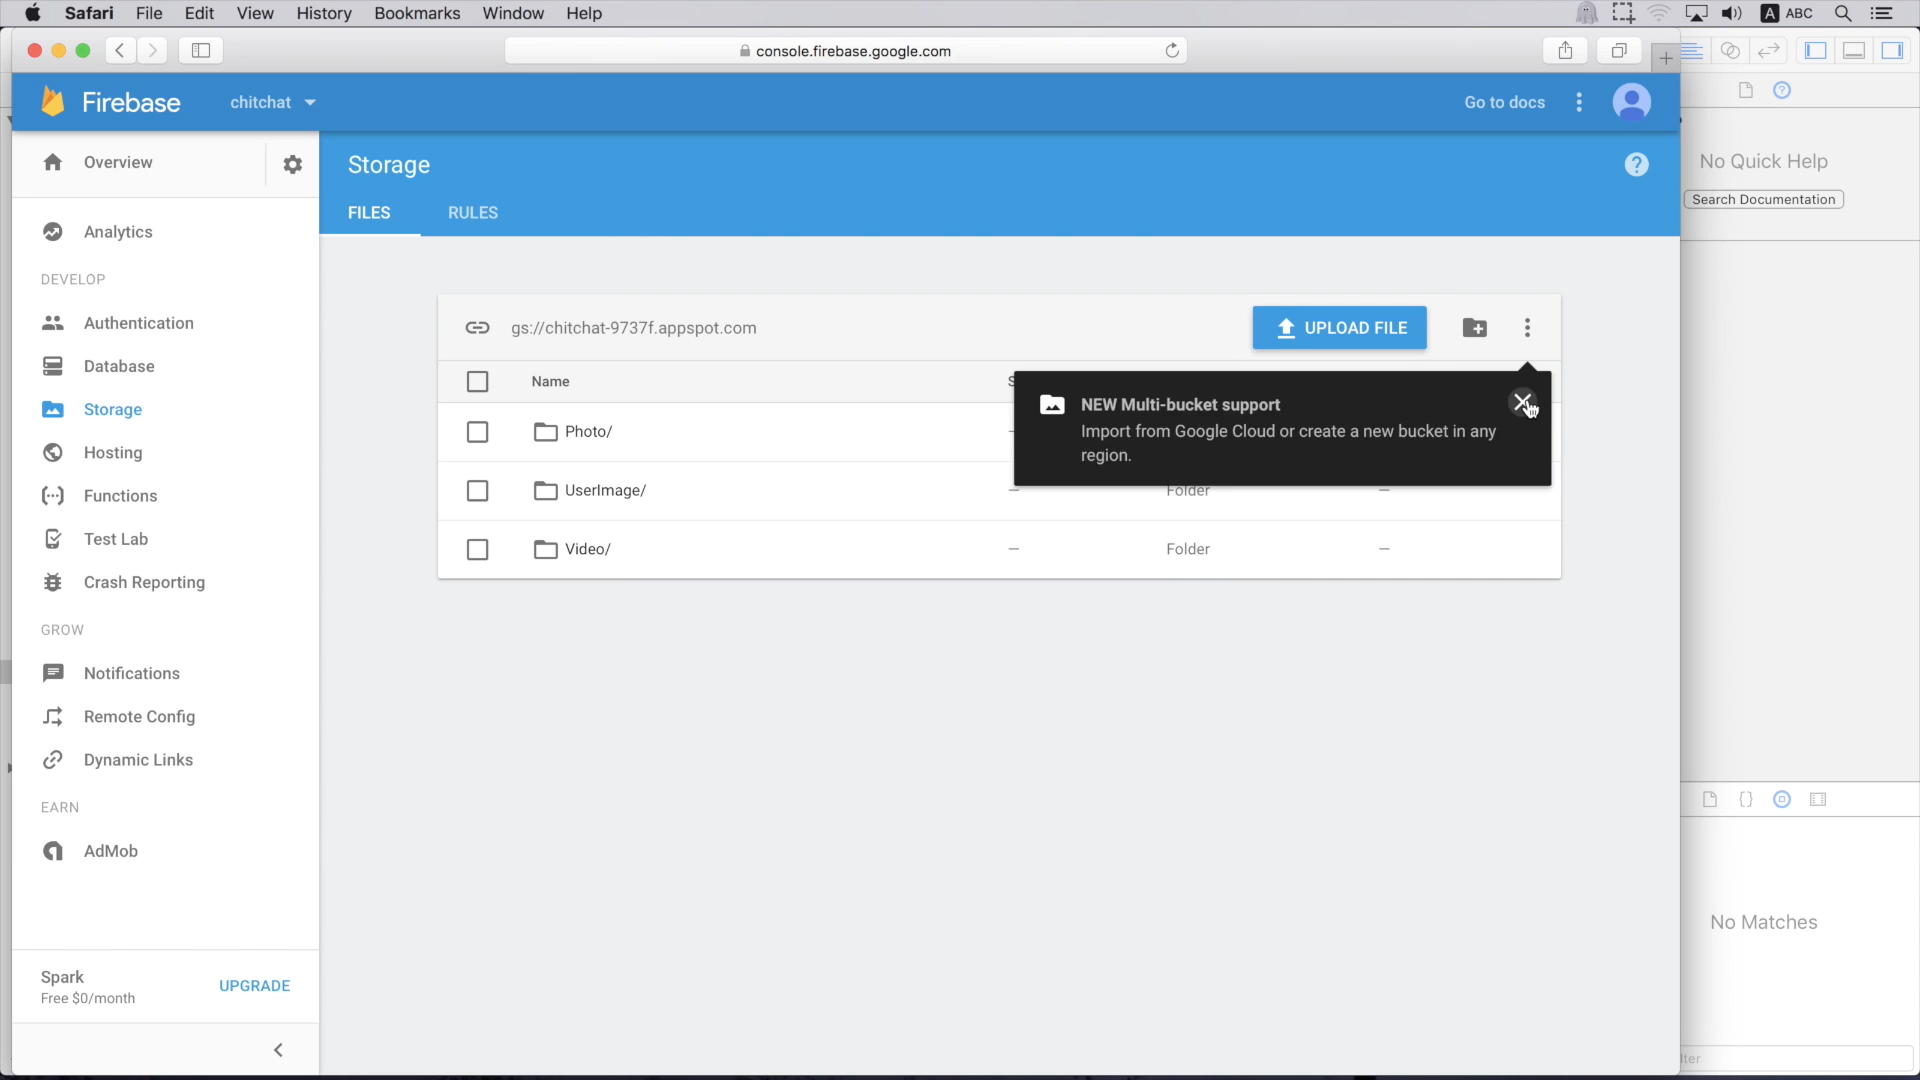 Safari File Edit View History Bookmarks Window Help
A ABC
console.firebase.google.com
Firebase
chitchat
Go to docs
Overview
Storage
FILES
RULES
Analytics
DEVELOP
Authentication
Database
Storage
Hosting
Functions
Test Lab
Crash Reporting
GROW
Notifications
Remote Config
Dynamic Links
EARN
AdMob
Spark
Free $0/month
UPGRADE
gs://chitchat-9737f.appspot.com
UPLOAD FILE
Name
NEW Multi-bucket support
Import from Google Cloud or create a new bucket in any
region.
Photo/
UserImage/
— Folder —
Video/
— Folder —
No Quick Help
Search Documentation
No Matches